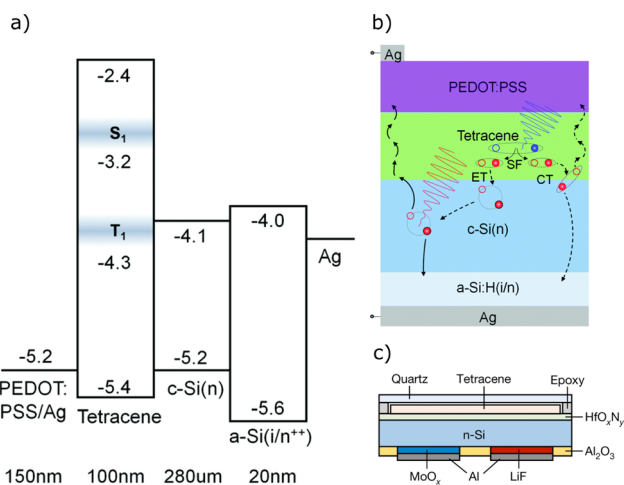 a)
-2.4
S1
-3.2
T1
-4.3
-4.0
-4.1
Ag
-5.2
-5.2
PEDOT:
PSS/Ag
-5.4
Tetracene
c-Si(n)
-5.6
a-Si(i/n++)
150nm 100nm 280um 20nm
b)
Ag
PEDOT:PSS
Tetracene
SF
ET
CT
c-Si(n)
a-Si:H(i/n)
Ag
c)
Quartz Tetracene Epoxy
HfOxNy
n-Si
Al2O3
MoOx Al LiF